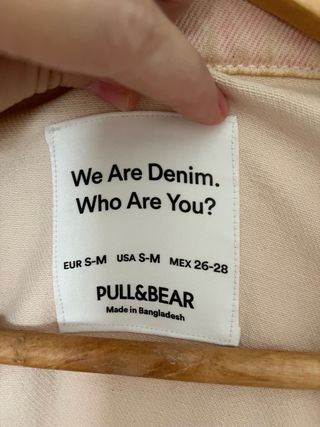 We Are Denim.
Who Are You?
EUR S-M USA S-M MEX 26-28
PULL&BEAR
Made in Bangladesh